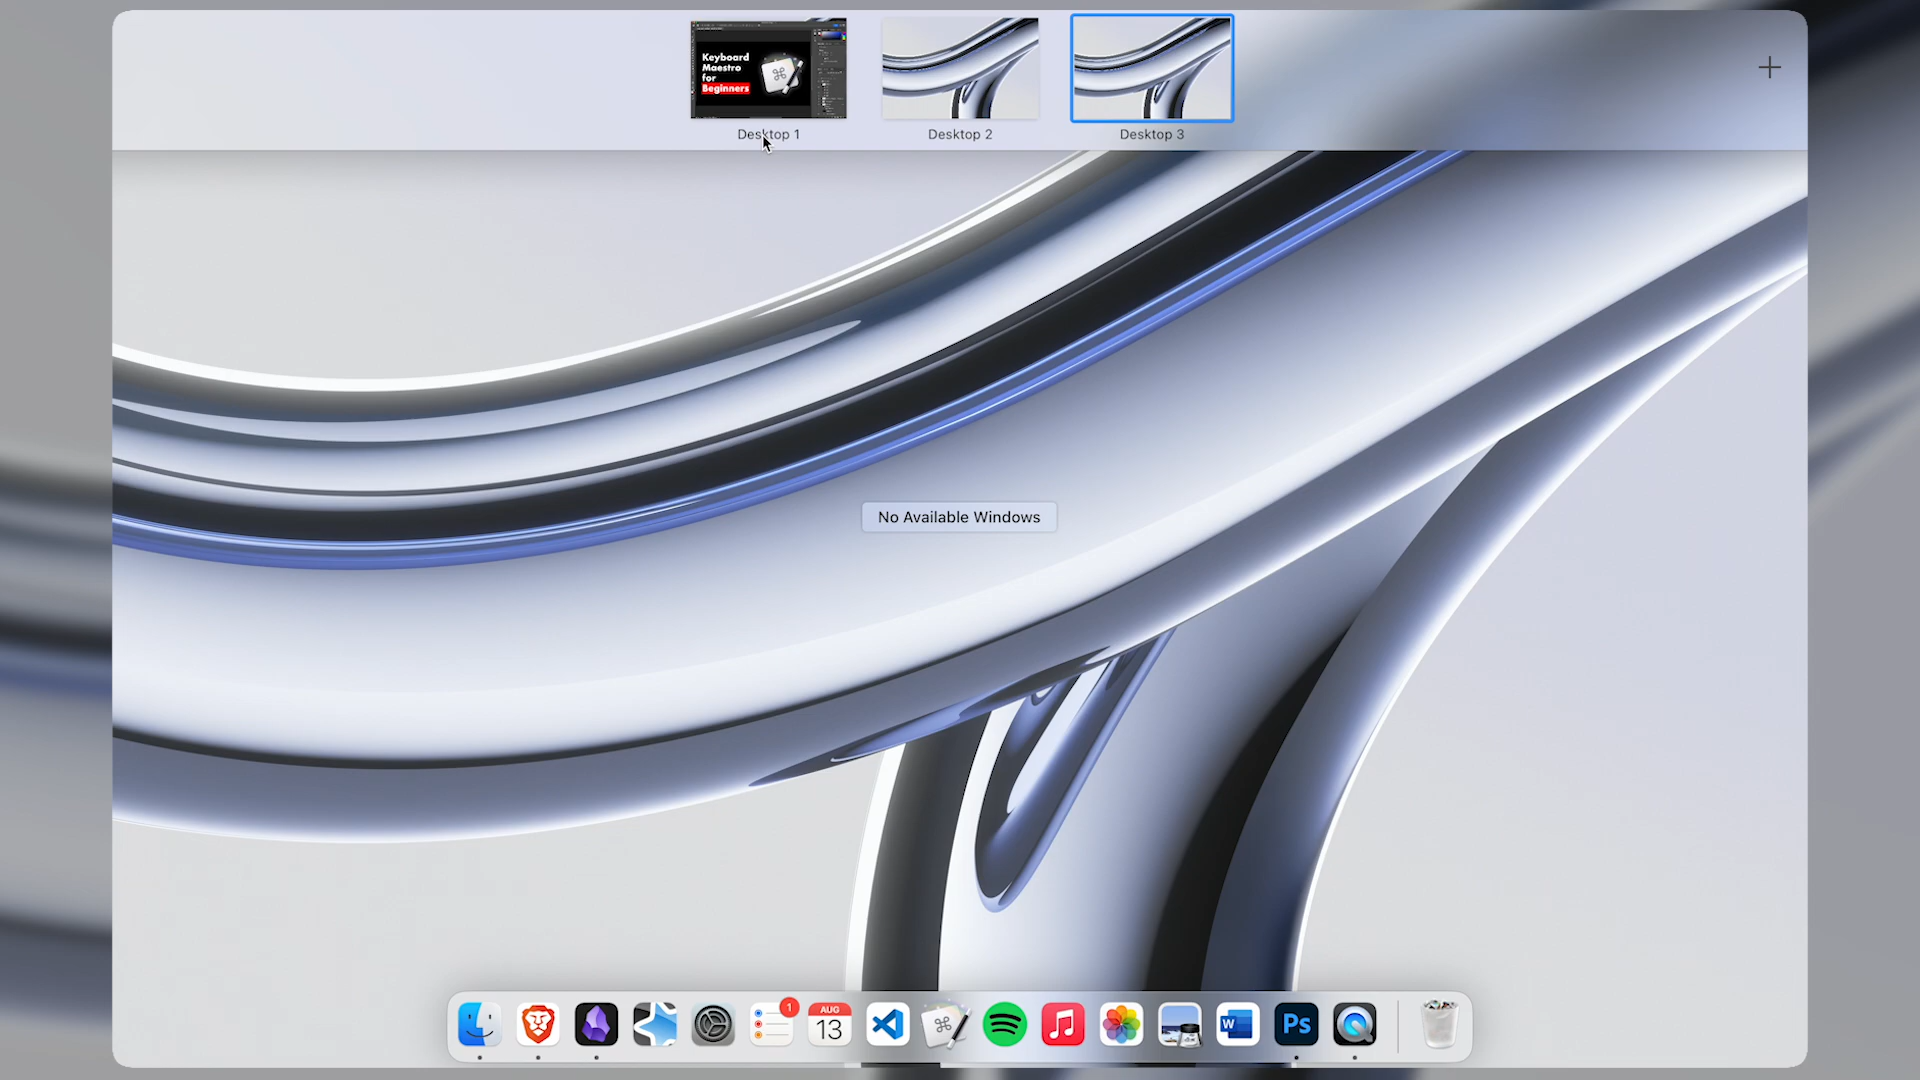 Keyboard
Maestro
for
Beginners
Desktop 1
Desktop 2
Desktop 3
No Available Windows
1
AUG
13
W
Ps